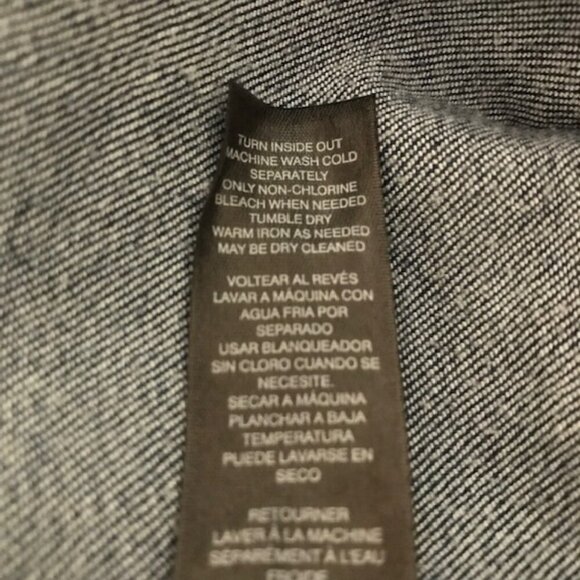 TURN INSIDE OUT
MACHINE WASH COLD
SEPARATELY
ONLY NON-CHLORINE
BLEACH WHEN NEEDED
TUMBLE DRY
WARM IRON AS NEEDED
MAY BE DRY CLEANED
VOLTEAR AL REVÉS
LAVAR A MÁQUINA CON
AGUA FRIA POR
SEPARADO
USAR BLANQUEADOR
SIN CLORO CUANDO SE
NECESITE.
SECAR A MÁQUINA
PLANCHAR A BAJA
TEMPERATURA
PUEDE LAVARSE EN
SECO
RETOURNER
LAVER À LA MACHINE
SÉPARÉMENT À L'EAU
FROIDE